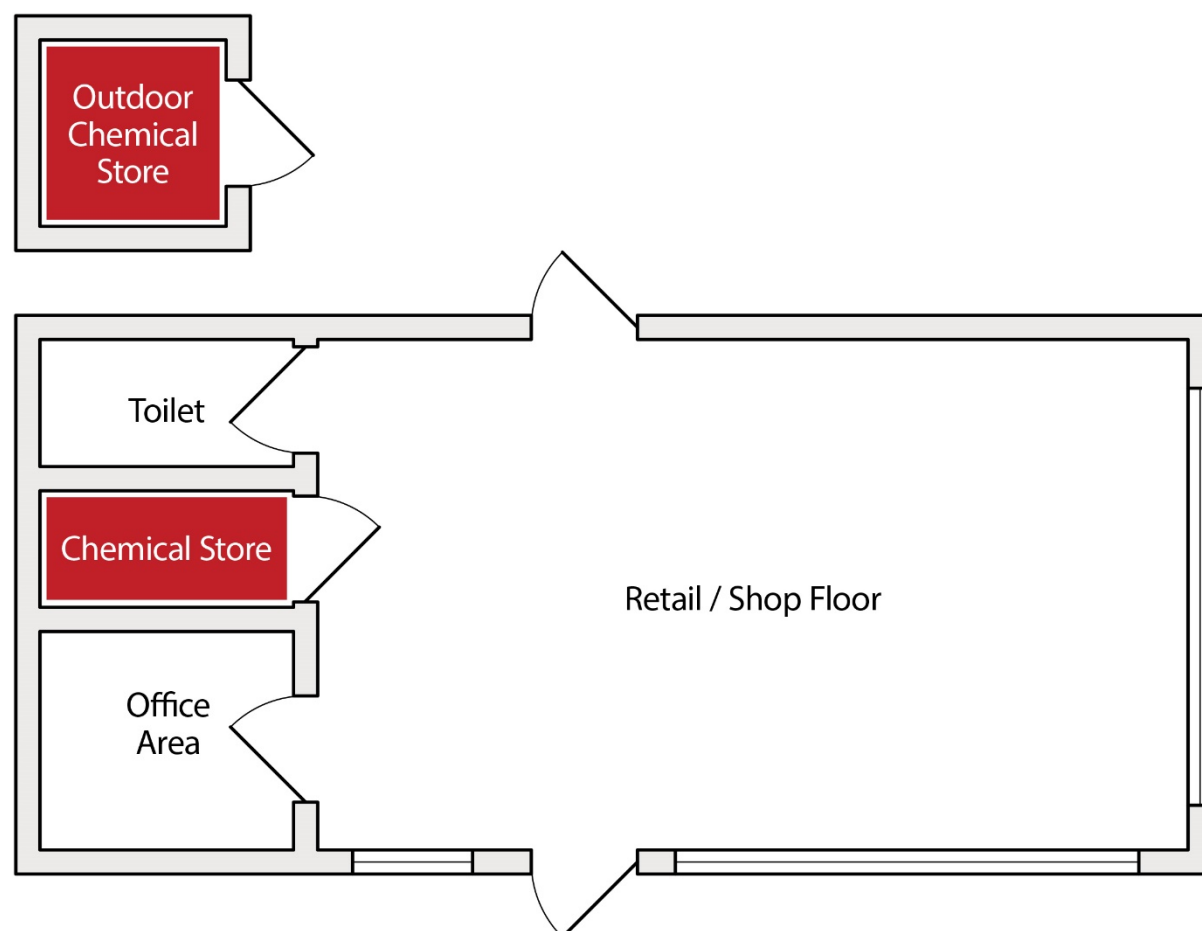 Outdoor
Chemical
Store
Toilet
Chemical Store
Retail / Shop Floor
Office
Area